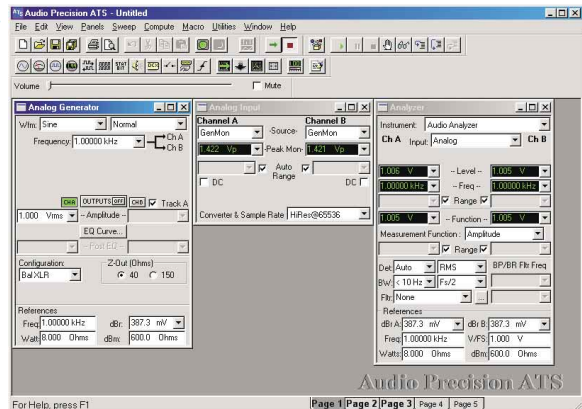 Audio Precision ATS - Untitled
File Edit View Panels Sweep Compute Macro Utilities Window Help
Volume Mute
Analog Generator
Wfm: Sine Normal
Frequency: 1.00000 kHz Ch A
Ch B
CHA OUTPUTS OFF CHB Track A
1.000 Vrms - Amplitude -
EQ Curve...
- Post EQ -
Configuration: Z-Out (Ohms)
Bal XLR 40 150
References
Freq: 1.00000 kHz dBr: 387.3 mV
Watt: 8.000 Ohms dBm: 600.0 Ohms
Analog Input
Channel A Channel B
GenMon -Source- GenMon
1.422 Vp -Peak Mon- 1.421 Vp
Auto
Range
DC DC
Converter & Sample Rate HiRes@65536
Analyzer
Instrument: Audio Analyzer
Ch A Input: Analog Ch B
1.006 V -- Level -- 1.005 V
1.00000 kHz -- Freq -- 1.00000 kHz
Range
1.005 V -- Function -- 1.005 V
Measurement Function: Amplitude
Range
Det: Auto RMS BP/BR Fltr Freq
BW: < 10 Hz Fs/2
Fltr: None ...
References
dBr A: 387.3 mV dBr B: 387.3 mV
Freq: 1.00000 kHz V/FS: 1.000 V
Watts: 8.000 Ohms dBm: 600.0 Ohms
Audio Precision ATS
For Help, press F1 Page 1 Page 2 Page 3 Page 4 Page 5